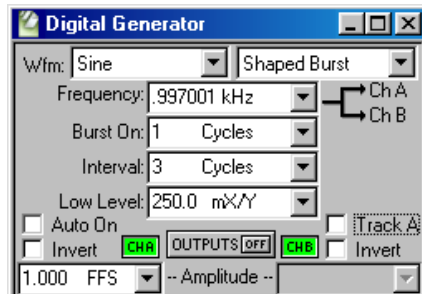 Digital Generator
Wfm: Sine Shaped Burst
Frequency: .997001 kHz Ch A
Ch B
Burst On: 1 Cycles
Interval: 3 Cycles
Low Level: 250.0 mX/Y
Auto On Track A
Invert CHA OUTPUTS OFF CHB Invert
1.000 FFS -- Amplitude --